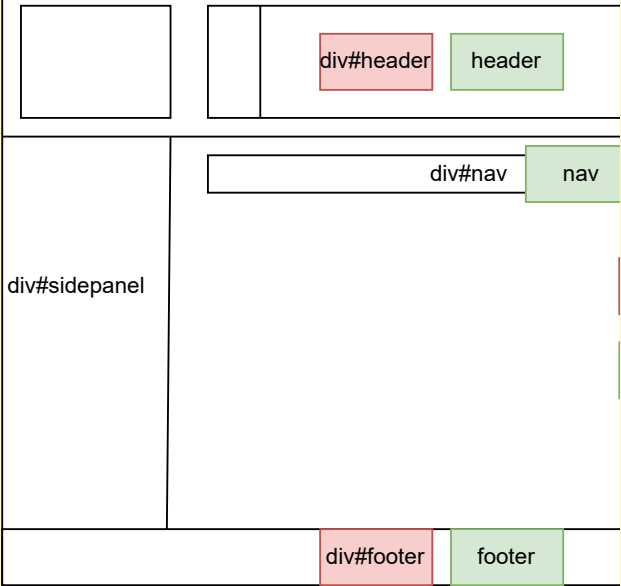 div#header
header
div#nav
nav
div#sidepanel
div#footer
footer